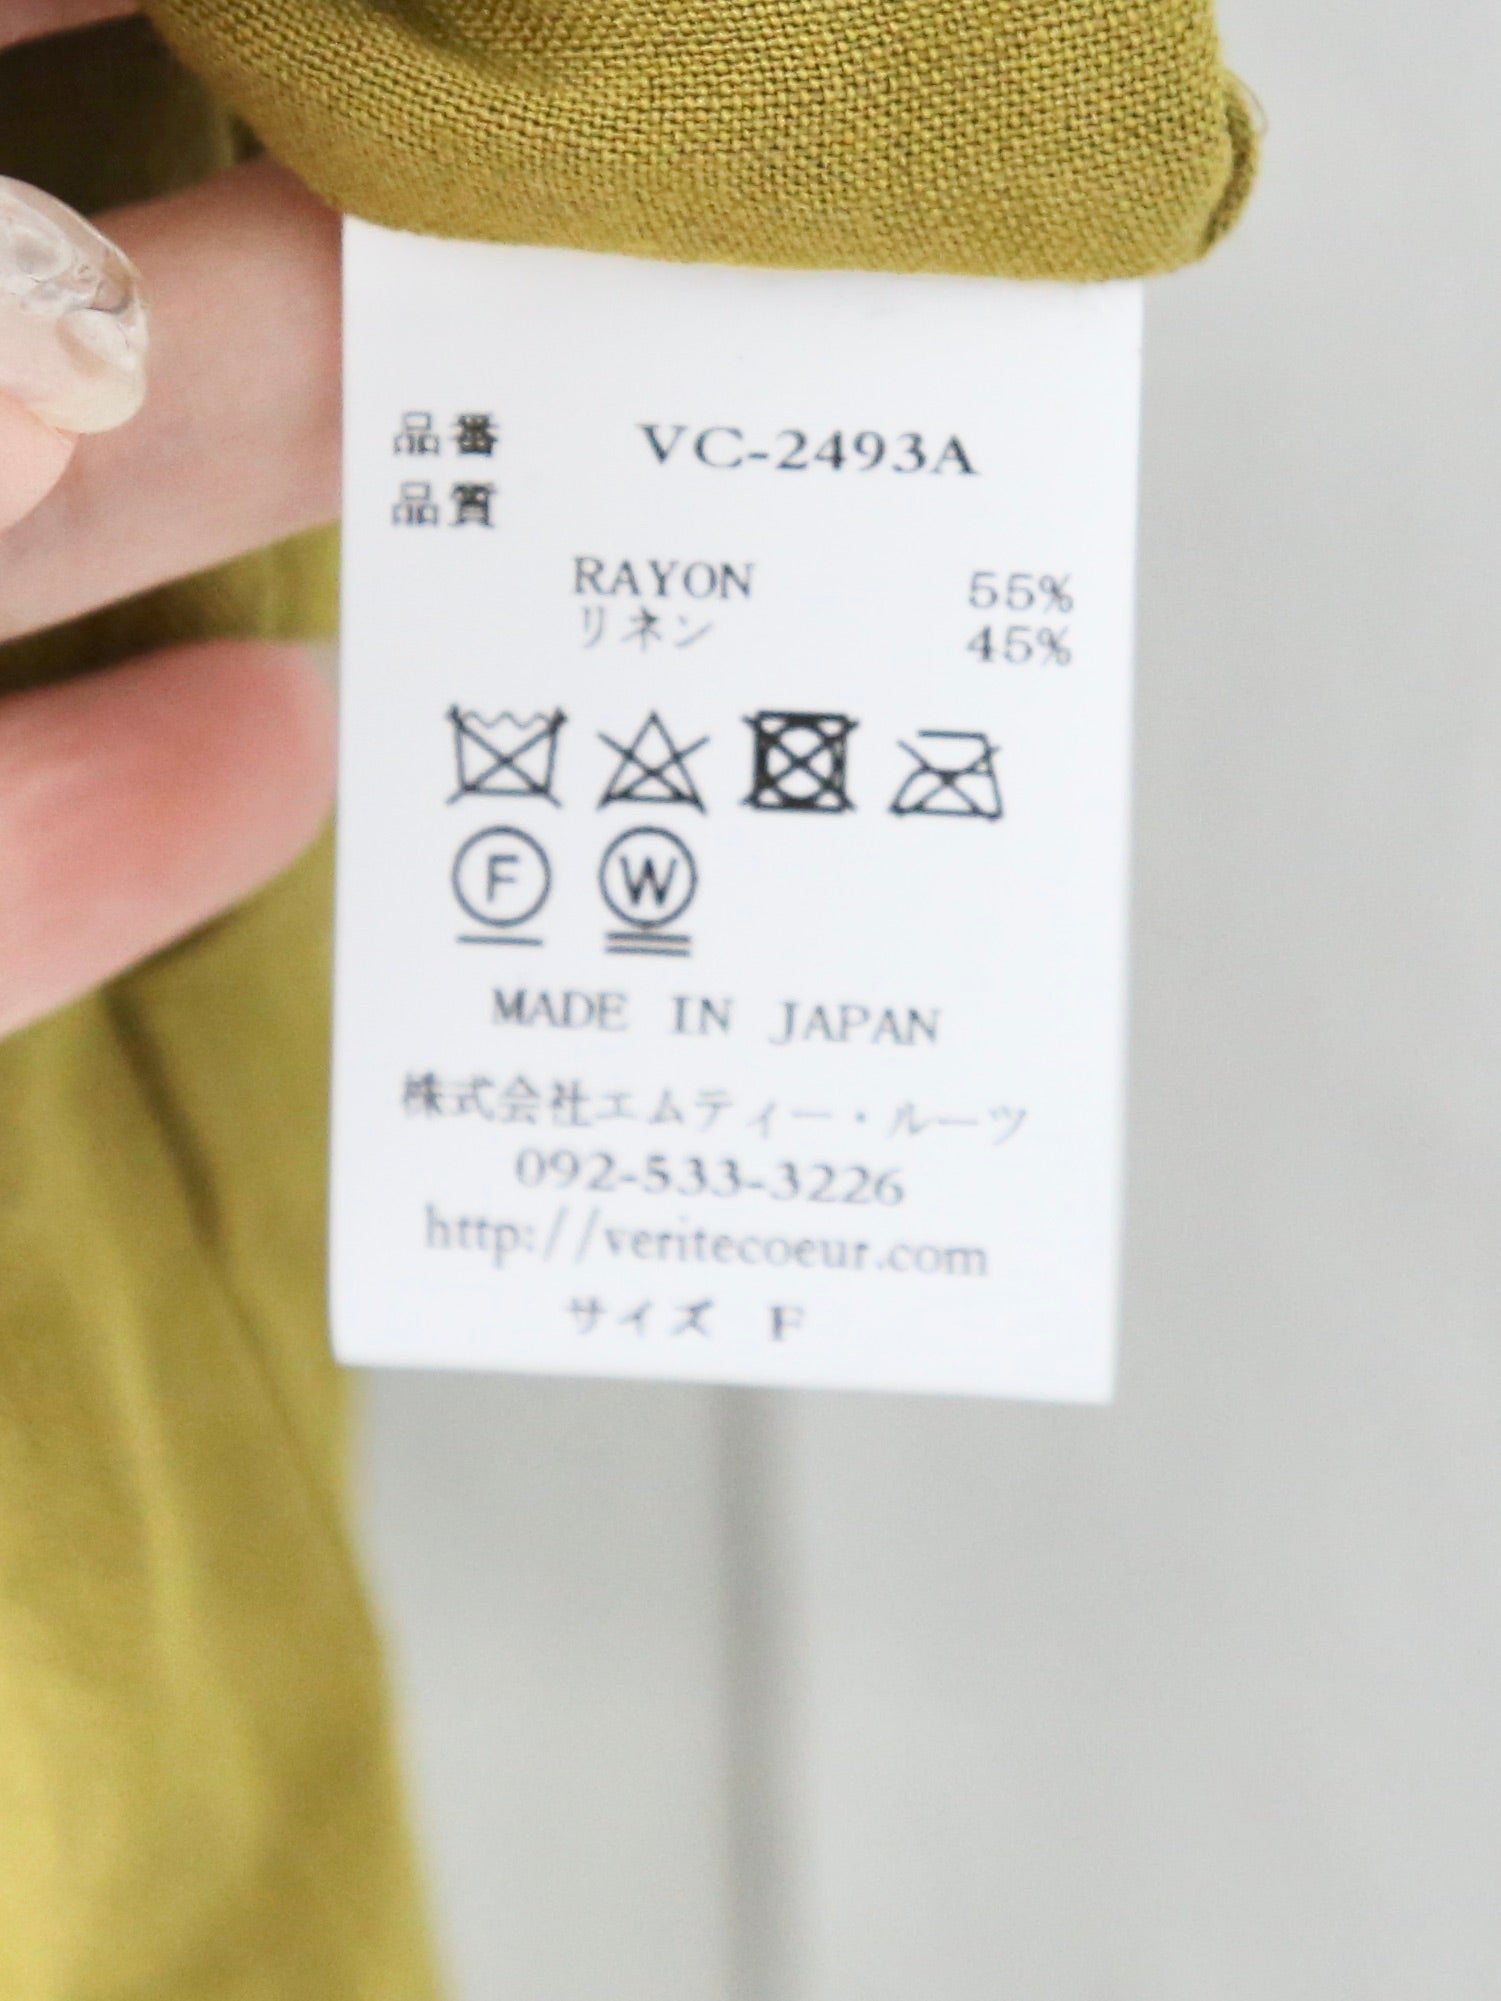 品番 VC-2493A
品質
RAYON 55%
リネン 45%
F W
MADE IN JAPAN
株式会社エムティー・ルーツ
092-533-3226
http://veritecoeur.com
サイズ F